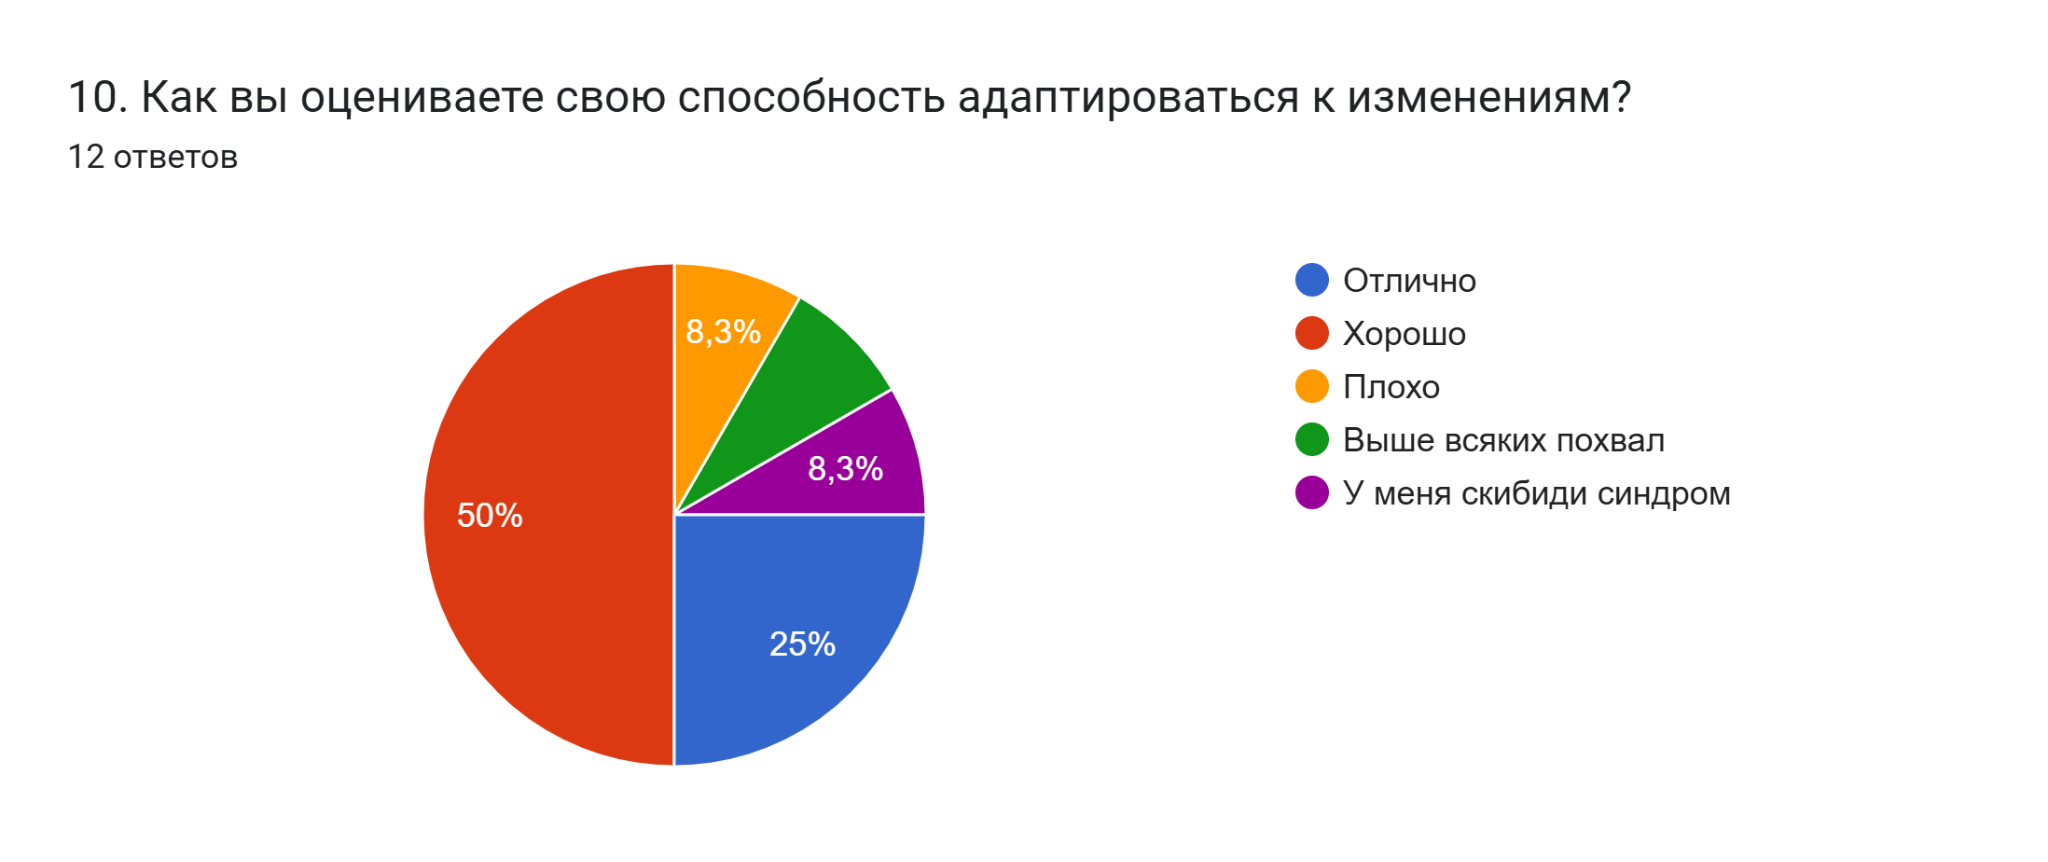 10. Как вы оцениваете свою способность адаптироваться к изменениям?
12 ответов
Отлично
Хорошо
Плохо
Выше всяких похвал
У меня скибиди синдром
8,3%
8,3%
50%
25%